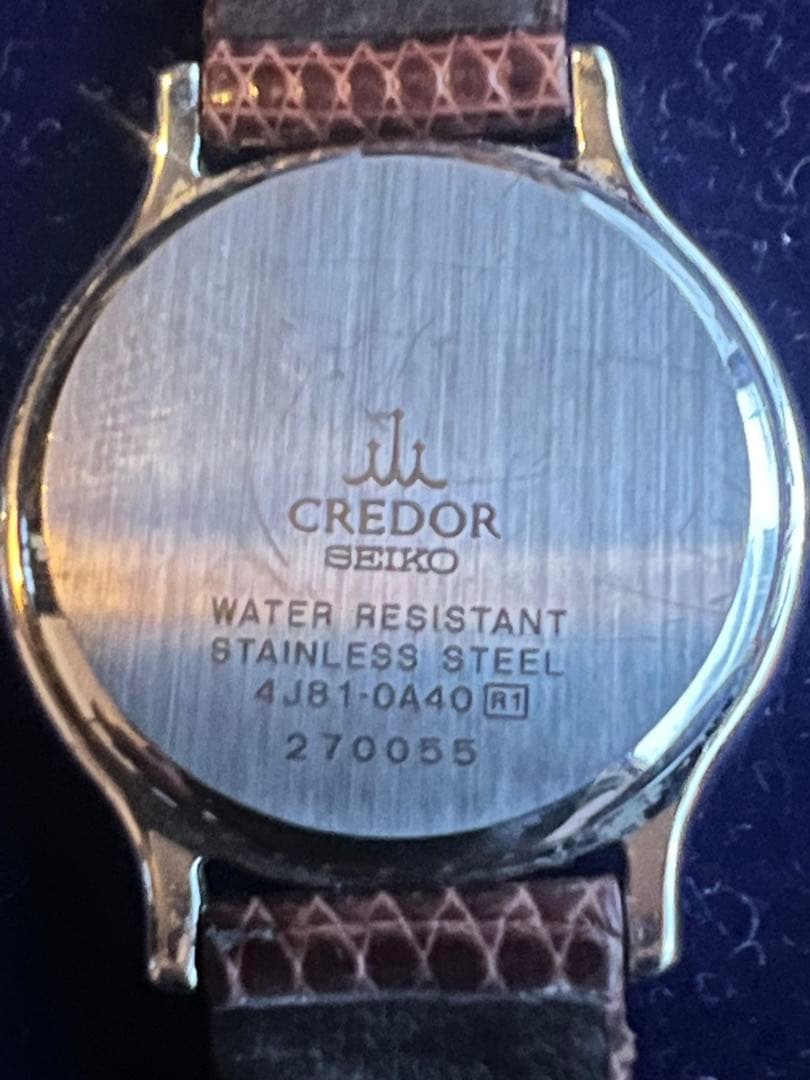 CREDOR
SEIKO
WATER RESISTANT
STAINLESS STEEL
4J81-0A40 R1
270055